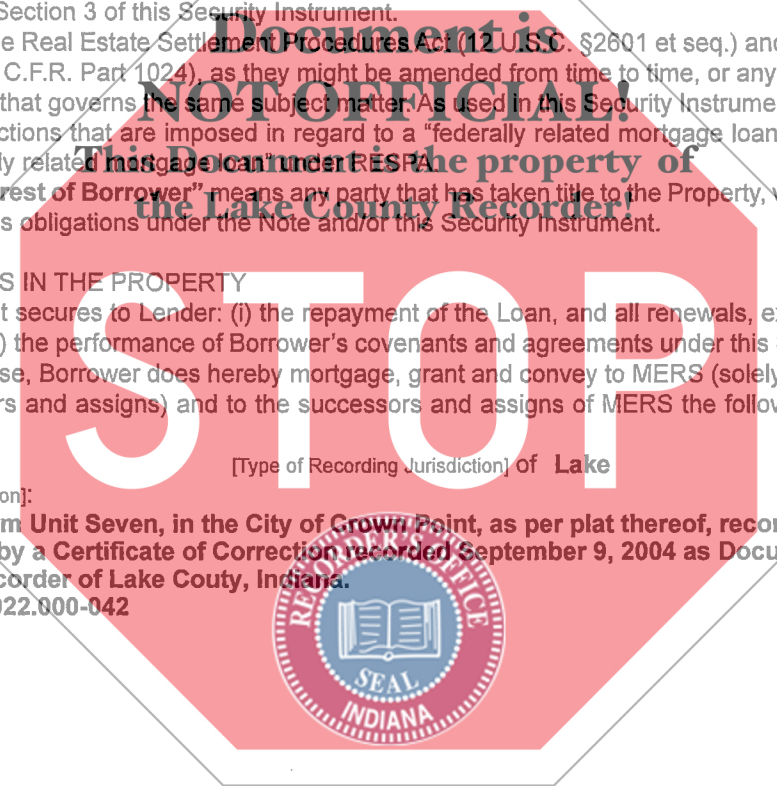 Section 3 of this Security Instrument.
Document is
e Real Estate Settlement Procedures Act (12 U.S.C. §2601 et seq.) and
C.F.R. Part 1024), as they might be amended from time to time, or any
NOT OFFICIAL!
that governs the same subject matter. As used in this Security Instrume
ctions that are imposed in regard to a “federally related mortgage loan
This Document is the property of
ly related mortgage loan” under RESPA.
rest of Borrower” means any party that has taken title to the Property, w
the Lake County Recorder!
s obligations under the Note and/or this Security Instrument.
S IN THE PROPERTY
t secures to Lender: (i) the repayment of the Loan, and all renewals, ex
) the performance of Borrower’s covenants and agreements under this
se, Borrower does hereby mortgage, grant and convey to MERS (solely
rs and assigns) and to the successors and assigns of MERS the follow
STOP
[Type of Recording Jurisdiction] of Lake
on]:
m Unit Seven, in the City of Crown Point, as per plat thereof, recor
by a Certificate of Correction recorded September 9, 2004 as Docu
corder of Lake Couty, Indiana.
022.000-042
RECORDER'S OFFICE
SEAL
INDIANA